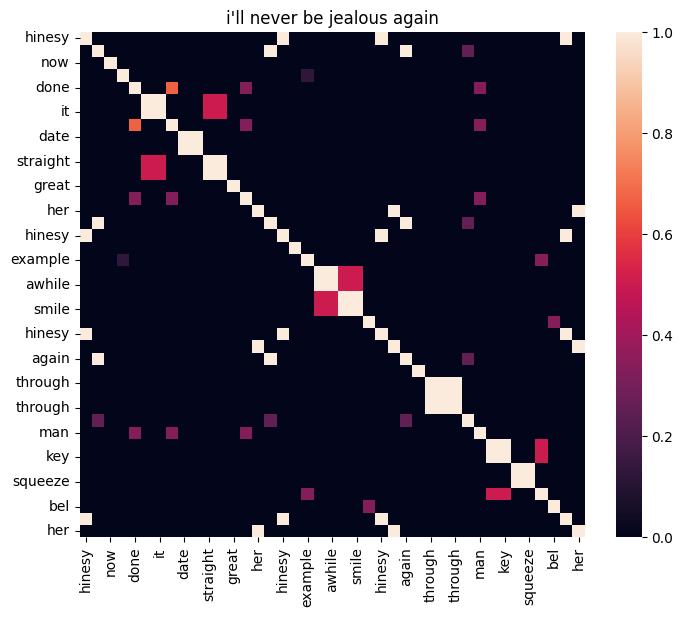 i'll never be jealous again
hinesy
now
done
it
date
straight
great
her
hinesy
example
awhile
smile
hinesy
again
through
through
man
key
squeeze
bel
her
hinesy
now
done
it
date
straight
great
her
hinesy
example
awhile
smile
hinesy
again
through
through
man
key
squeeze
bel
her
1.0
0.8
0.6
0.4
0.2
0.0